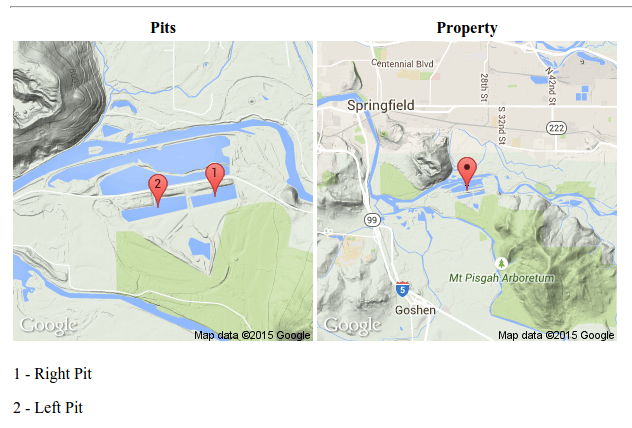 Pits
Property
1
2
Google
Map data ©2015 Google
Centennial Blvd
28th St
N 42nd St
Springfield
S 32nd St
222
99
Mt Pisgah Arboretum
5
Goshen
Google
Map data ©2015 Google
1 - Right Pit
2 - Left Pit